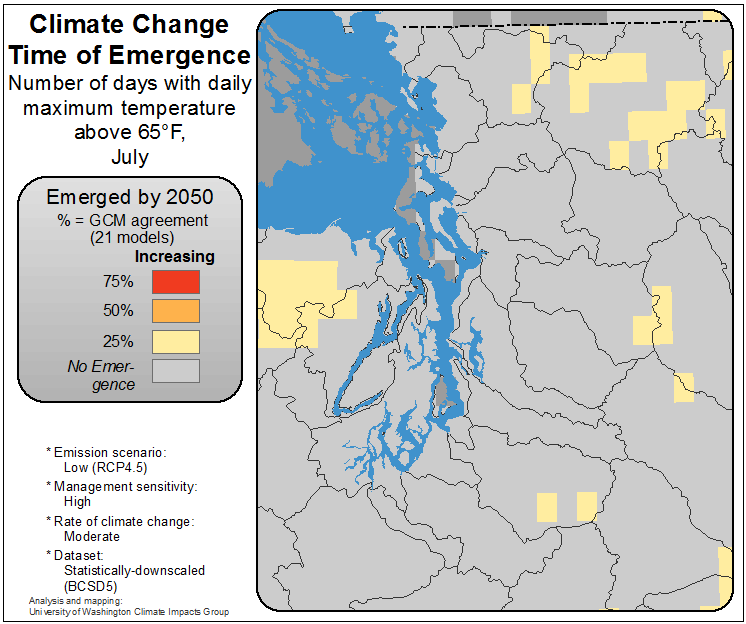 Climate Change
Time of Emergence
Number of days with daily
maximum temperature
above 65°F,
July
Emerged by 2050
% = GCM agreement
(21 models)
Increasing
75%
50%
25%
No Emer-
gence
* Emission scenario:
Low (RCP4.5)
* Management sensitivity:
High
* Rate of climate change:
Moderate
* Dataset:
Statistically-downscaled
(BCSD5)
Analysis and mapping:
University of Washington Climate Impacts Group